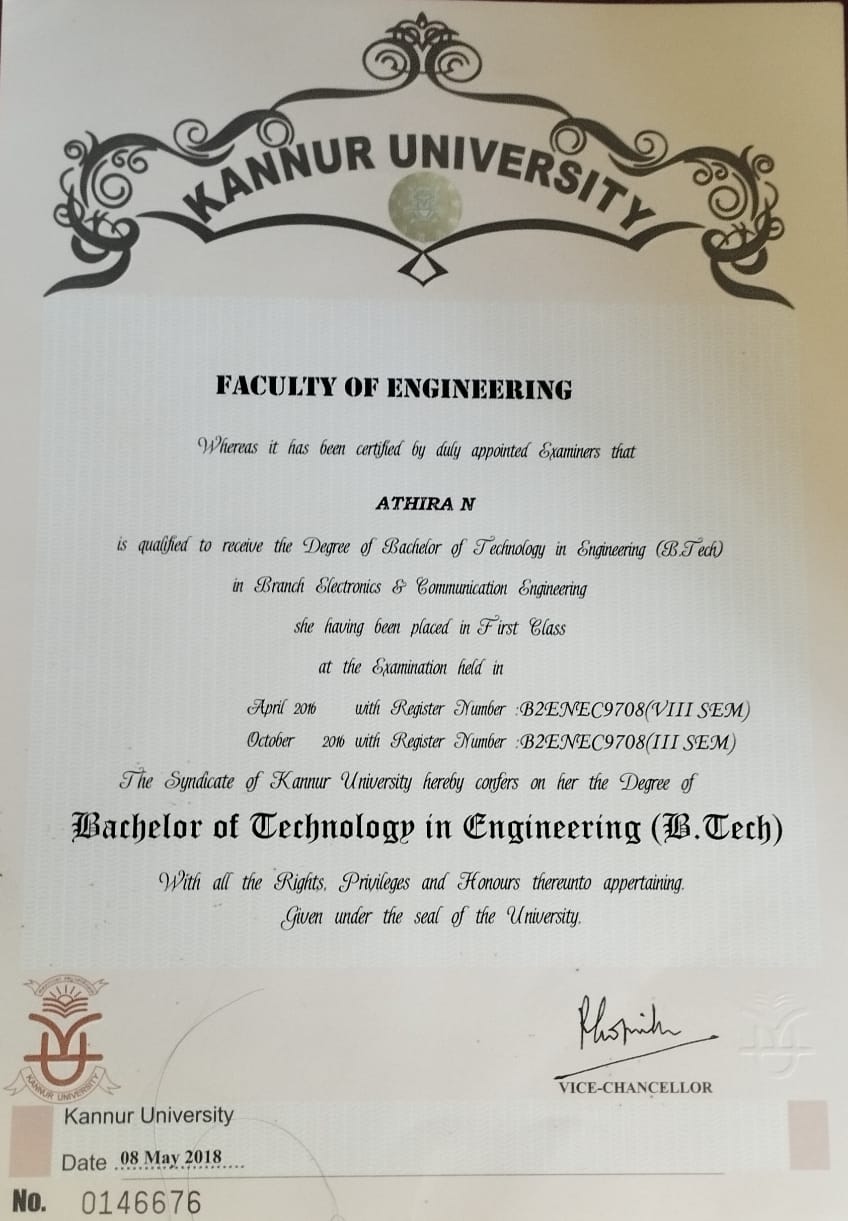 KANNUR UNIVERSITY
FACULTY OF ENGINEERING
Whereas it has been certified by duly appointed Examiners that
ATHIRA N
is qualified to receive the Degree of Bachelor of Technology in Engineering (B.Tech)
in Branch Electronics & Communication Engineering
she having been placed in First Class
at the Examination held in
April 2016 with Register Number :B2ENEC9708(VIII SEM)
October 2016 with Register Number :B2ENEC9708(III SEM)
The Syndicate of Kannur University hereby confers on her the Degree of
Bachelor of Technology in Engineering (B.Tech)
With all the Rights, Privileges and Honours thereunto appertaining.
Given under the seal of the University.
KANNUR UNIVERSITY
VICE-CHANCELLOR
Kannur University
Date 08 May 2018
No. 0146676